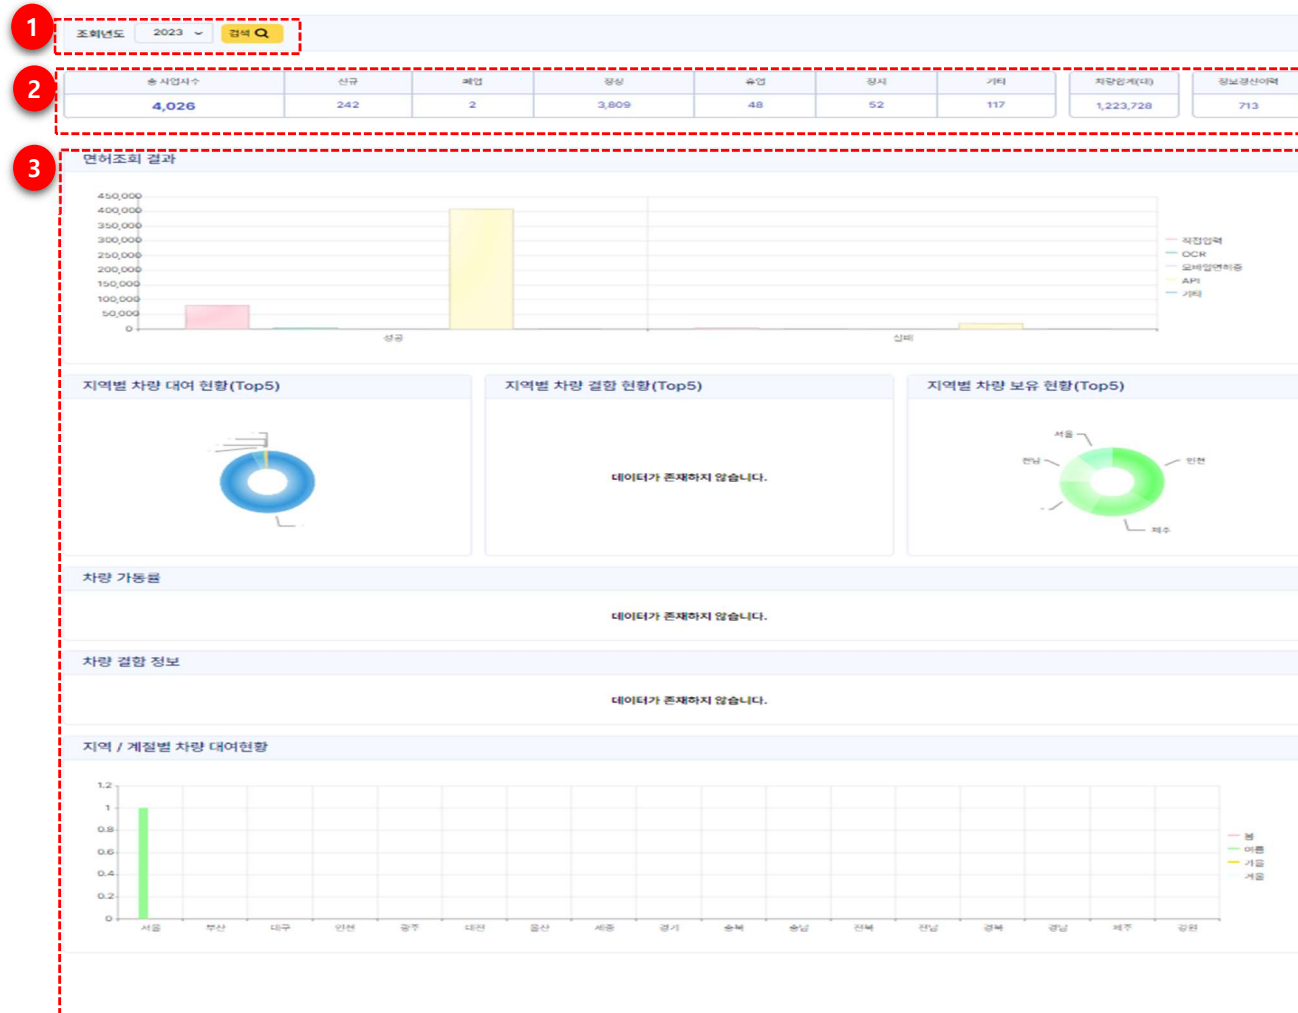 1
조회년도 2023 검색
2
총 사업자수 신규 폐업 정상 휴업 정지 기타 차량합계(대) 정보갱신이력
4,026 242 2 3,809 48 52 117 1,223,728 713
3
면허조회 결과
450,000
400,000
350,000
300,000
250,000
200,000
150,000
100,000
50,000
0
성공 실패
직접입력
OCR
모바일면허증
API
기타
지역별 차량 대여 현황(Top5) 지역별 차량 결함 현황(Top5) 지역별 차량 보유 현황(Top5)
데이터가 존재하지 않습니다.
서울
전남 인천
제주
차량 가동률
데이터가 존재하지 않습니다.
차량 결함 정보
데이터가 존재하지 않습니다.
지역 / 계절별 차량 대여현황
1.2
1
0.8
0.6
0.4
0.2
0
서울 부산 대구 인천 광주 대전 울산 세종 경기 충북 충남 전북 전남 경북 경남 제주 강원
봄
여름
가을
겨울